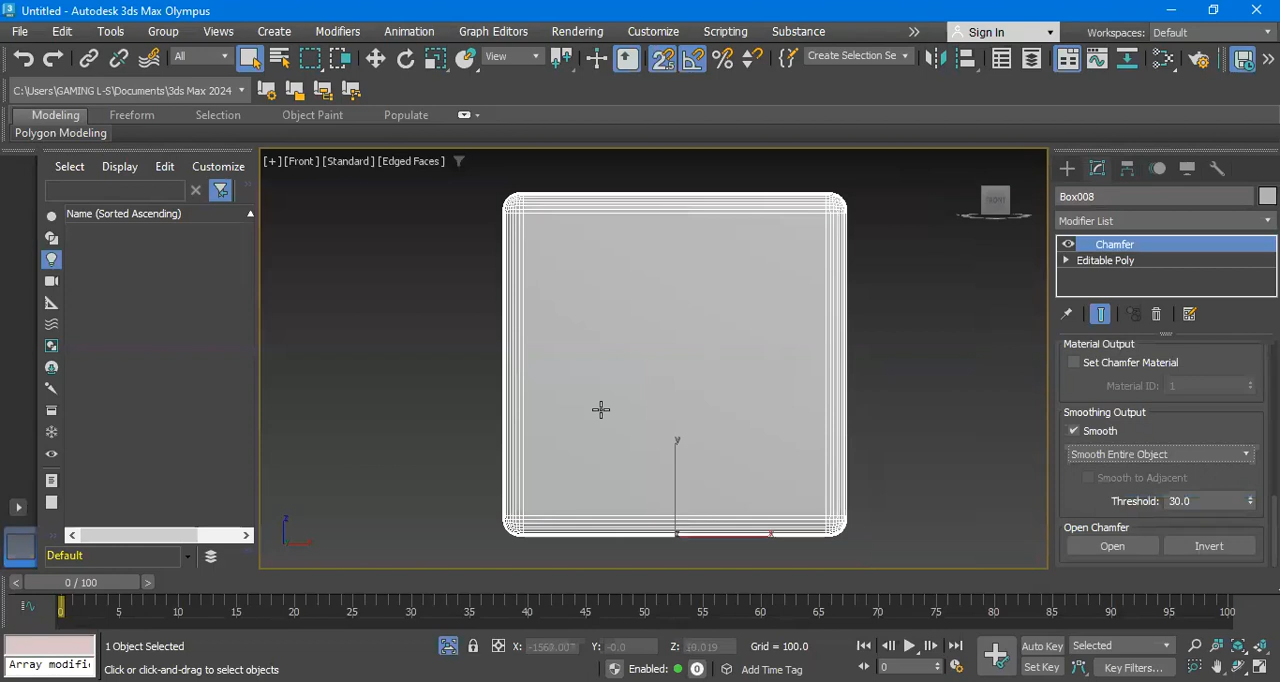 Untitled - Autodesk 3ds Max Olympus
File Edit Tools Group Views Create Modifiers Animation Graph Editors Rendering Customize Scripting Substance Sign In Workspaces: Default
All View Create Selection Se
C:\Users\GAMING L-S\Documents\3ds Max 2024
Modeling Freeform Selection Object Paint Populate
Polygon Modeling
Select Display Edit Customize
Name (Sorted Ascending)
[+] [Front] [Standard] [Edged Faces]
FRONT
y
x
z
Box008
Modifier List
Chamfer
Editable Poly
Material Output
Set Chamfer Material
Material ID: 1
Smoothing Output
Smooth
Smooth Entire Object
Smooth to Adjacent
Threshold: 30.0
Open Chamfer
Open Invert
Default
0 / 100
0 5 10 15 20 25 30 35 40 45 50 55 60 65 70 75 80 85 90 95 100
1 Object Selected X: Y: -0.0 Z: Grid = 100.0 Auto Key Selected
Array modifi
Click or click-and-drag to select objects Enabled: 0 Add Time Tag 0 Set Key Key Filters...